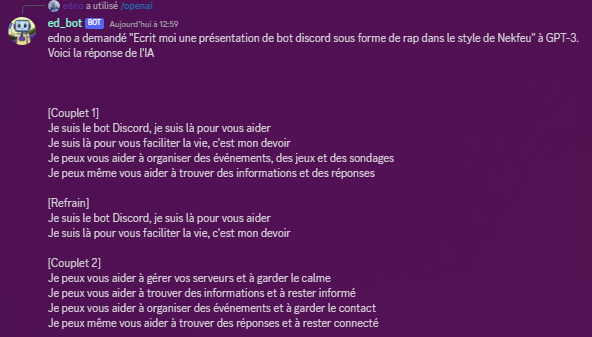 edno a utilisé /openai
ed_bot BOT Aujourd'hui à 12:59
edno a demandé "Ecrit moi une présentation de bot discord sous forme de rap dans le style de Nekfeu" à GPT-3.
Voici la réponse de l'IA
[Couplet 1]
Je suis le bot Discord, je suis là pour vous aider
Je suis là pour vous faciliter la vie, c'est mon devoir
Je peux vous aider à organiser des événements, des jeux et des sondages
Je peux même vous aider à trouver des informations et des réponses
[Refrain]
Je suis le bot Discord, je suis là pour vous aider
Je suis là pour vous faciliter la vie, c'est mon devoir
[Couplet 2]
Je peux vous aider à gérer vos serveurs et à garder le calme
Je peux vous aider à trouver des informations et à rester informé
Je peux vous aider à organiser des événements et à garder le contact
Je peux même vous aider à trouver des réponses et à rester connecté